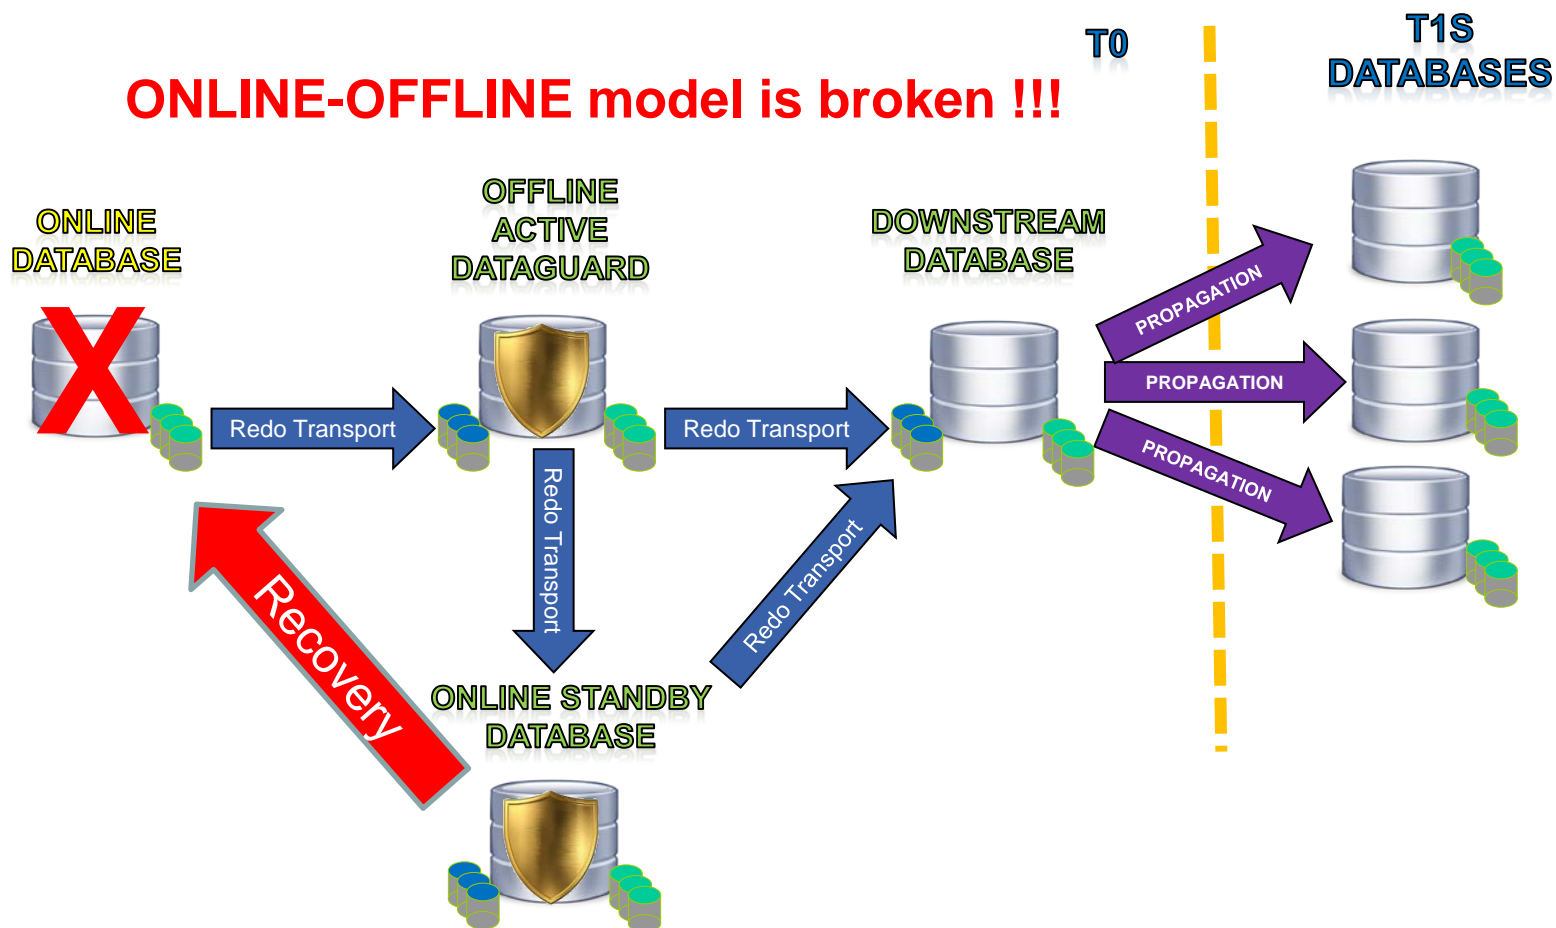 T0
T1S
DATABASES
ONLINE-OFFLINE model is broken !!!
ONLINE
DATABASE
OFFLINE
ACTIVE
DATAGUARD
DOWNSTREAM
DATABASE
X
Redo Transport
Redo Transport
PROPAGATION
PROPAGATION
PROPAGATION
Redo Transport
Redo Transport
Recovery
ONLINE STANDBY
DATABASE